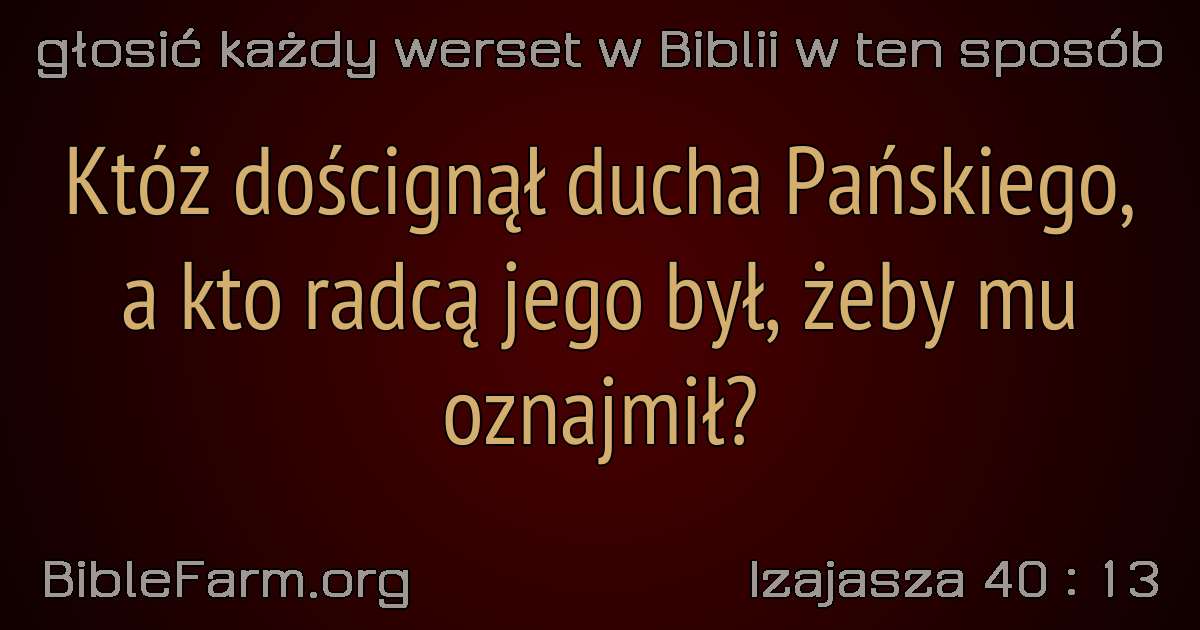 głosić każdy werset w Biblii w ten sposób
Któż doścignął ducha Pańskiego,
a kto radcą jego był, żeby mu
oznajmił?
BibleFarm.org
Izajasza 40 : 13